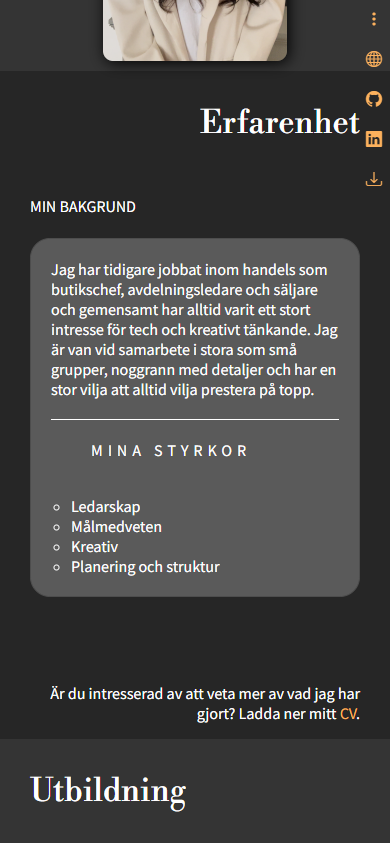 Erfarenhet
MIN BAKGRUND
Jag har tidigare jobbat inom handels som
butikschef, avdelningsledare och säljare
och gemensamt har alltid varit ett stort
intresse för tech och kreativt tänkande. Jag
är van vid samarbete i stora som små
grupper, noggrann med detaljer och har en
stor vilja att alltid vilja prestera på topp.
MINA STYRKOR
Ledarskap
Målmedveten
Kreativ
Planering och struktur
Är du intresserad av att veta mer av vad jag har
gjort? Ladda ner mitt CV.
Utbildning